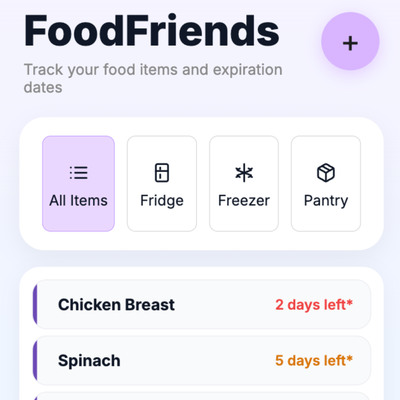 FoodFriends
+
Track your food items and expiration
dates
All Items
Fridge
Freezer
Pantry
Chicken Breast
2 days left*
Spinach
5 days left*